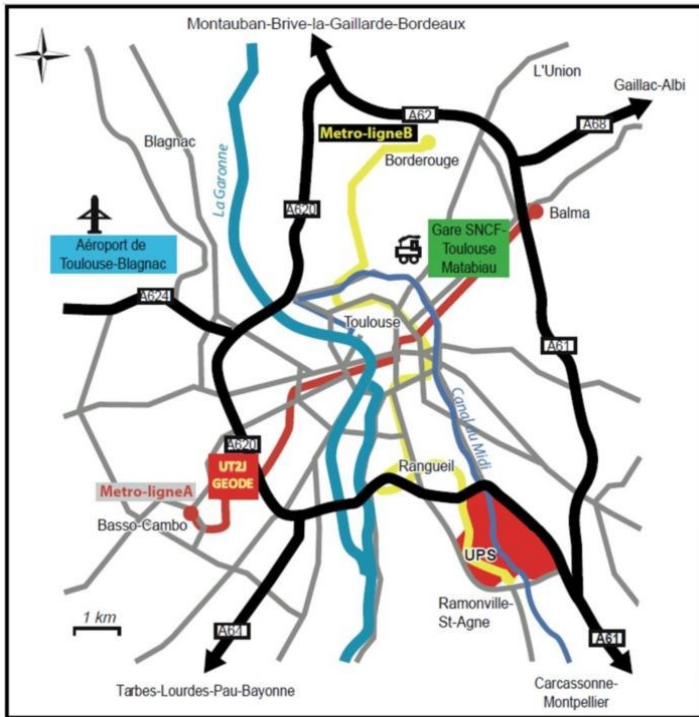 Montauban-Brive-la-Gaillarde-Bordeaux
L'Union
Gaillac-Albi
A62
Metro-ligneB
A68
Blagnac
Borderouge
La Garonne
A620
Balma
Aéroport de
Toulouse-Blagnac
Gare SNCF-
Toulouse
Matabiau
A624
Toulouse
A61
Canal du Midi
A620
UT2J
GEODE
Rangueil
Metro-ligneA
Basso-Cambo
UPS
1 km
Ramonville-
St-Agne
A64
A61
Tarbes-Lourdes-Pau-Bayonne
Carcassonne-
Montpellier